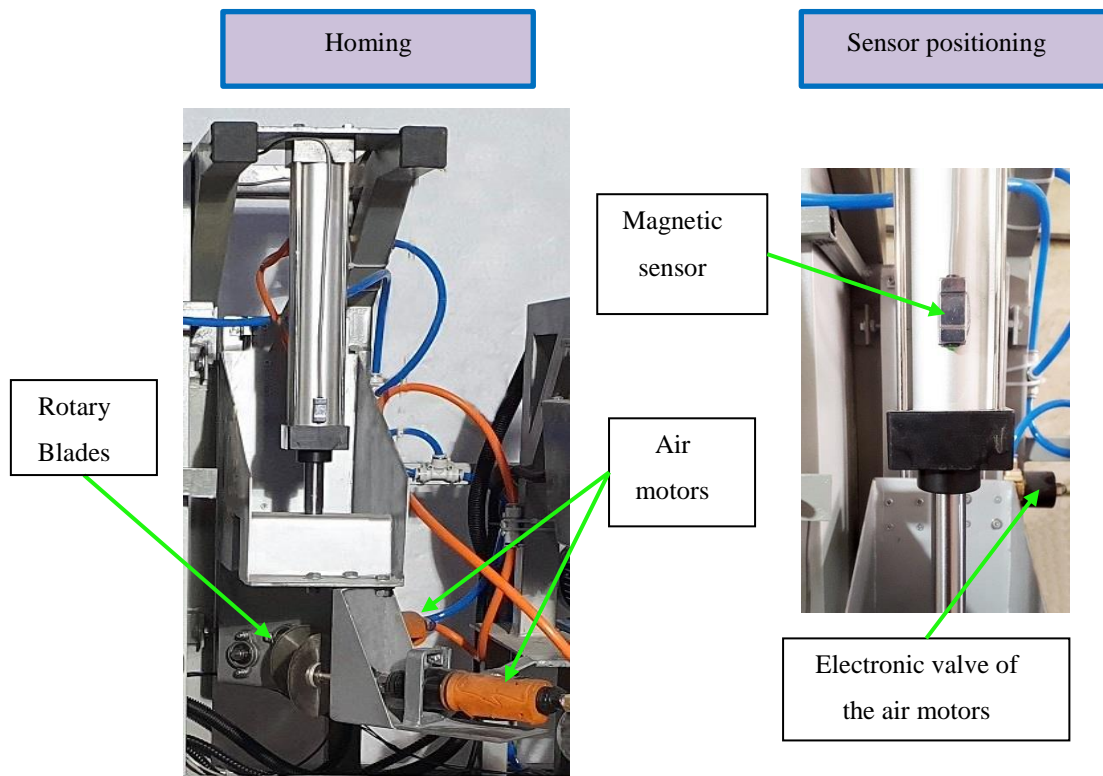 Homing
Sensor positioning
Magnetic
sensor
Rotary
Blades
Air
motors
Electronic valve of
the air motors